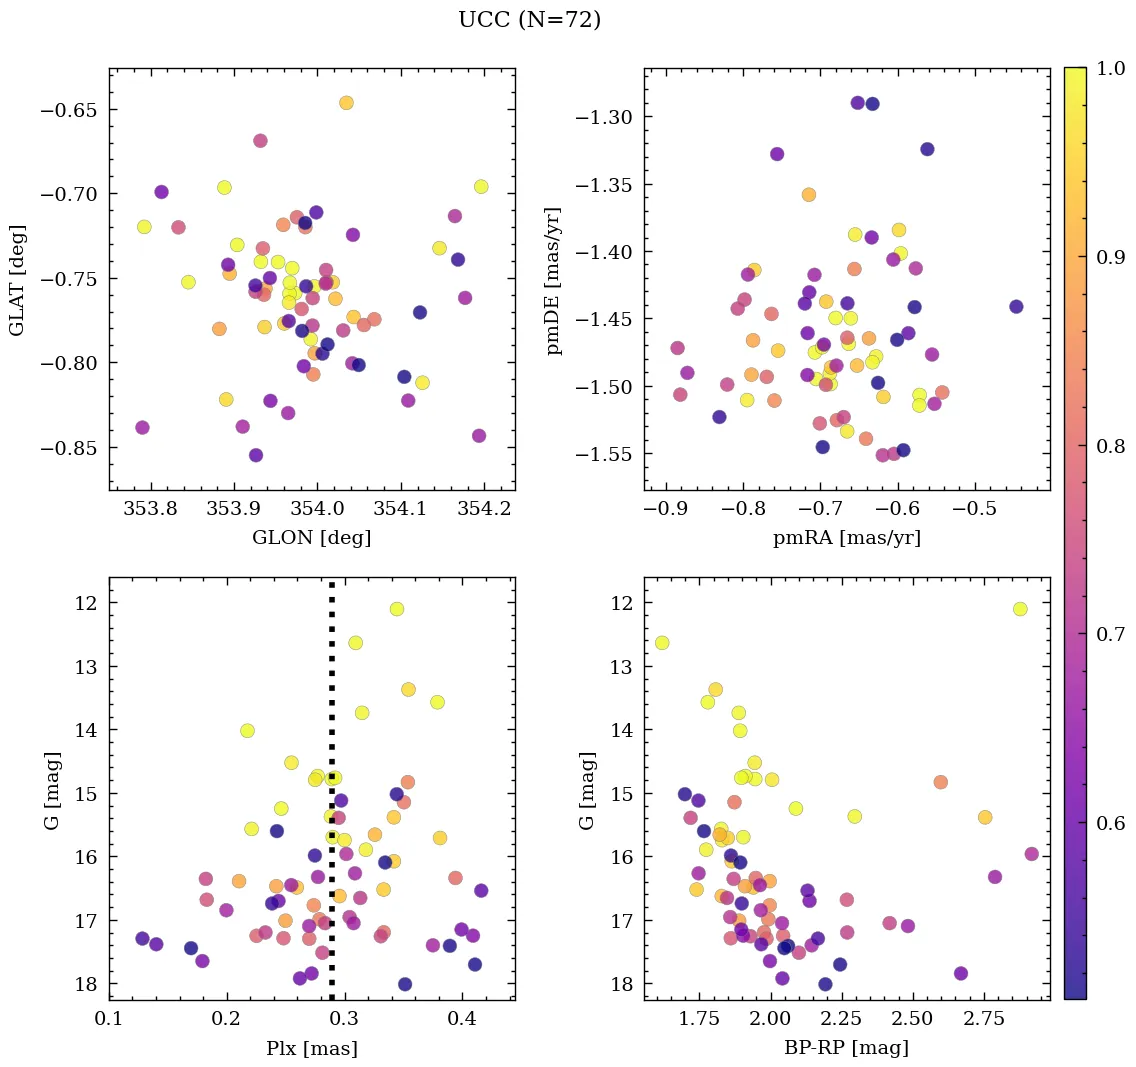 UCC (N=72)
−0.65
−0.70
−0.75
−0.80
−0.85
GLAT [deg]
353.8 353.9 354.0 354.1 354.2
GLON [deg]
−1.30
−1.35
−1.40
−1.45
−1.50
−1.55
pmDE [mas/yr]
−0.9 −0.8 −0.7 −0.6 −0.5
pmRA [mas/yr]
12
13
14
15
16
17
18
G [mag]
0.1 0.2 0.3 0.4
Plx [mas]
12
13
14
15
16
17
18
G [mag]
1.75 2.00 2.25 2.50 2.75
BP-RP [mag]
1.0
0.9
0.8
0.7
0.6